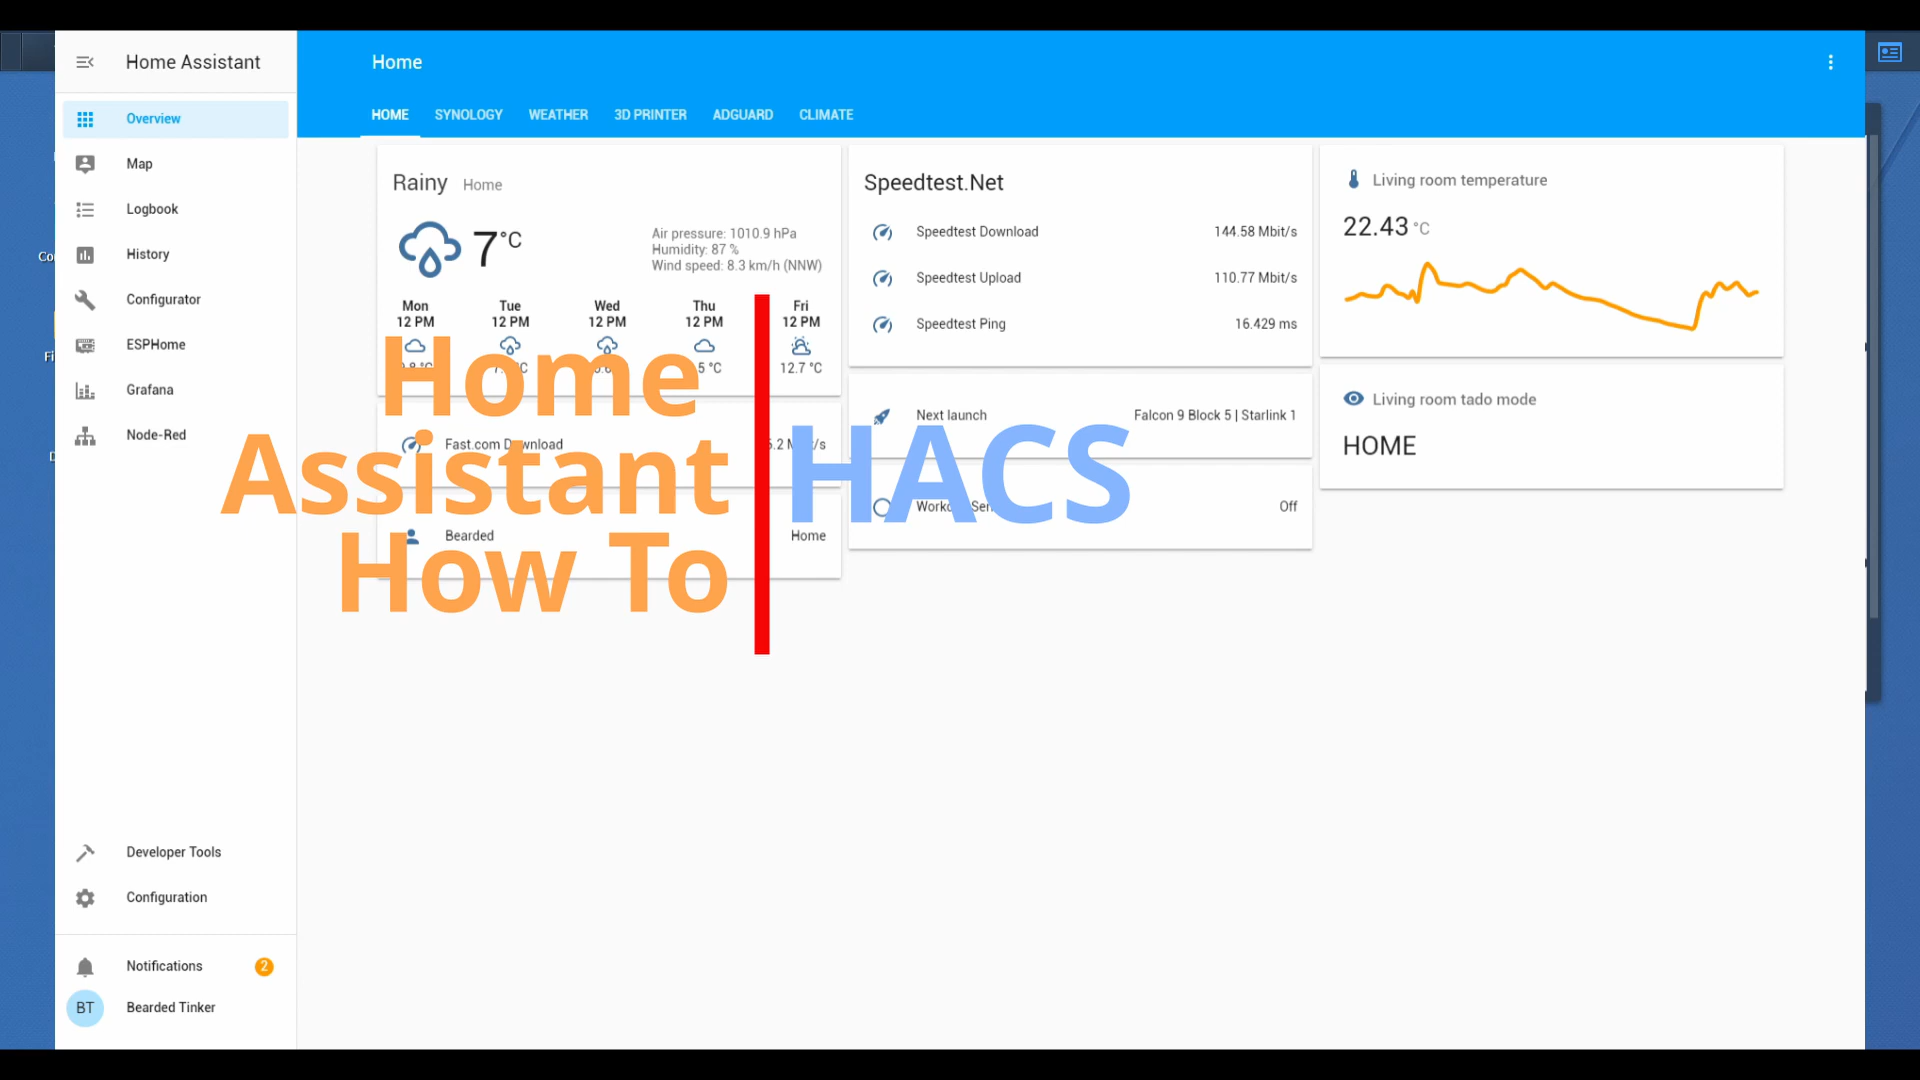 Home Assistant
Home
HOME SYNOLOGY WEATHER 3D PRINTER ADGUARD CLIMATE
Overview
Map
Logbook
History
Configurator
ESPHome
Grafana
Node-Red
Developer Tools
Configuration
Notifications 2
BT Bearded Tinker
Rainy Home
7 °C
Air pressure: 1010.9 hPa
Humidity: 87 %
Wind speed: 8.3 km/h (NNW)
Mon Tue Wed Thu Fri
12 PM 12 PM 12 PM 12 PM 12 PM
12.7 °C
Fast.com Download
Bearded Home
Speedtest.Net
Speedtest Download 144.58 Mbit/s
Speedtest Upload 110.77 Mbit/s
Speedtest Ping 16.429 ms
Next launch Falcon 9 Block 5 | Starlink 1
Off
Living room temperature
22.43 °C
Living room tado mode
HOME
Home
Assistant
How To
HACS